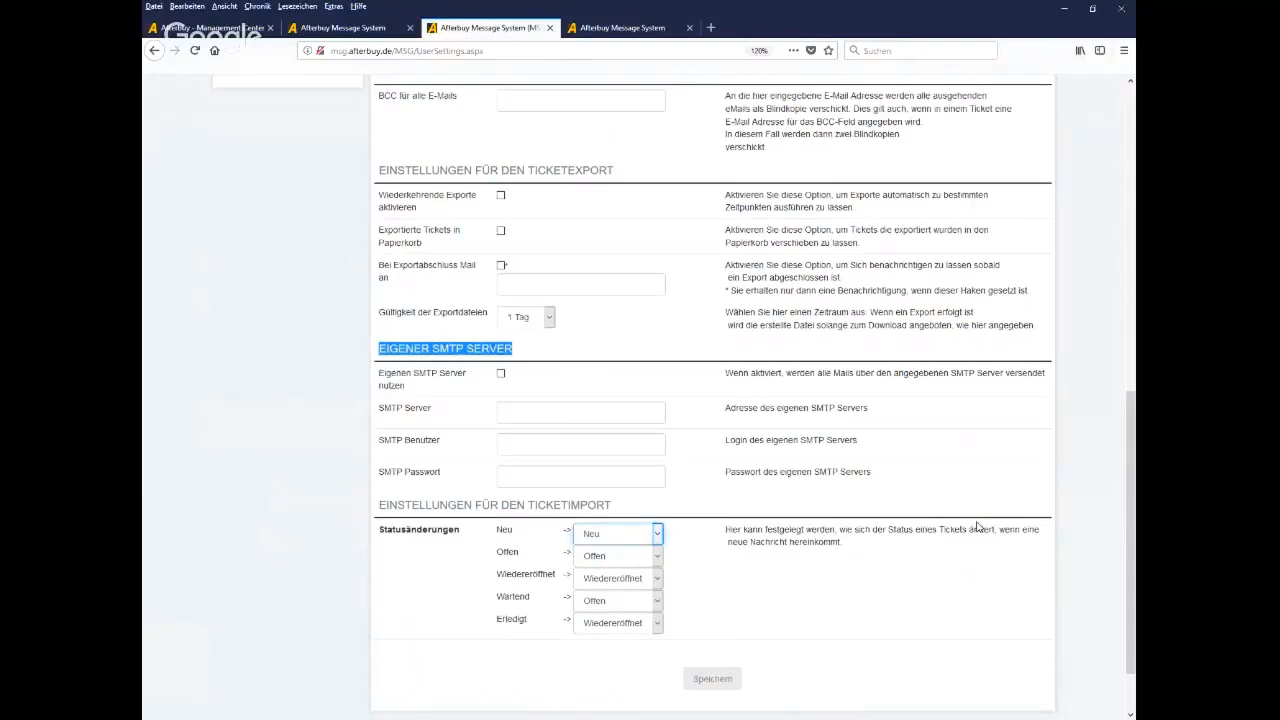 Datei Bearbeiten Ansicht Chronik Lesezeichen Extras Hilfe
Google
Afterbuy - Management Center
Afterbuy Message System
Afterbuy Message System (MS
Afterbuy Message System
msg.afterbuy.de/MSG/UserSettings.aspx
120%
Suchen
BCC für alle E-Mails
An die hier eingegebene E-Mail Adresse werden alle ausgehenden
eMails als Blindkopie verschickt. Dies gilt auch, wenn in einem Ticket eine
E-Mail Adresse für das BCC-Feld angegeben wird.
In diesem Fall werden dann zwei Blindkopien
verschickt
EINSTELLUNGEN FÜR DEN TICKETEXPORT
Wiederkehrende Exporte
aktivieren
Aktivieren Sie diese Option, um Exporte automatisch zu bestimmten
Zeitpunkten ausführen zu lassen.
Exportierte Tickets in
Papierkorb
Aktivieren Sie diese Option, um Tickets die exportiert wurden in den
Papierkorb verschieben zu lassen.
Bei Exportabschluss Mail
an
*
Aktivieren Sie diese Option, um Sich benachrichtigen zu lassen sobald
ein Export abgeschlossen ist.
* Sie erhalten nur dann eine Benachrichtigung, wenn dieser Haken gesetzt ist.
Gültigkeit der Exportdateien
1 Tag
Wählen Sie hier einen Zeitraum aus. Wenn ein Export erfolgt ist
wird die erstellte Datei solange zum Download angeboten, wie hier angegeben.
EIGENER SMTP SERVER
Eigenen SMTP Server
nutzen
Wenn aktiviert, werden alle Mails über den angegebenen SMTP Server versendet
SMTP Server
Adresse des eigenen SMTP Servers
SMTP Benutzer
Login des eigenen SMTP Servers
SMTP Passwort
Passwort des eigenen SMTP Servers
EINSTELLUNGEN FÜR DEN TICKETIMPORT
Statusänderungen
Neu -> Neu
Hier kann festgelegt werden, wie sich der Status eines Tickets ändert, wenn eine
neue Nachricht hereinkommt.
Offen -> Offen
Wiedereröffnet -> Wiedereröffnet
Wartend -> Offen
Erledigt -> Wiedereröffnet
Speichern